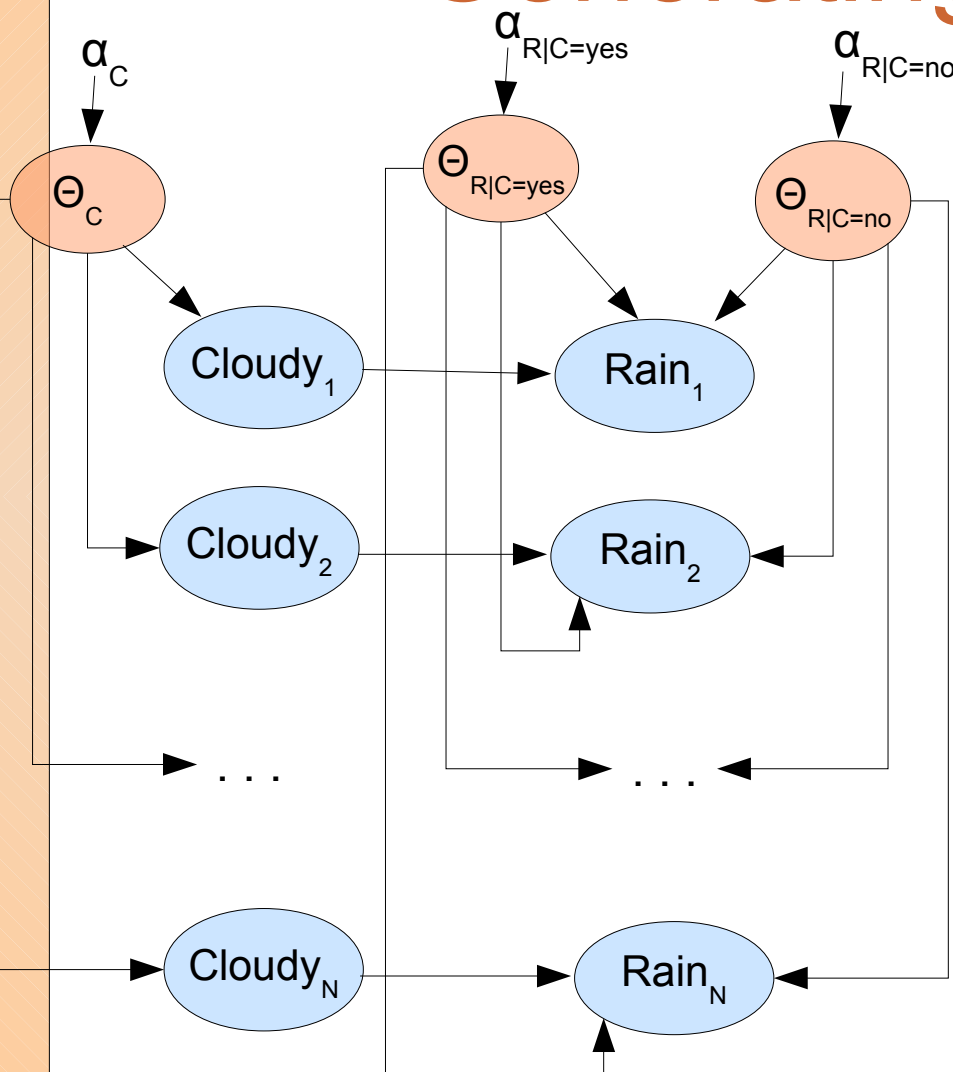 α_C
α_R|C=yes
α_R|C=no
Θ_C
Θ_R|C=yes
Θ_R|C=no
Cloudy_1
Rain_1
Cloudy_2
Rain_2
. . .
. . .
Cloudy_N
Rain_N